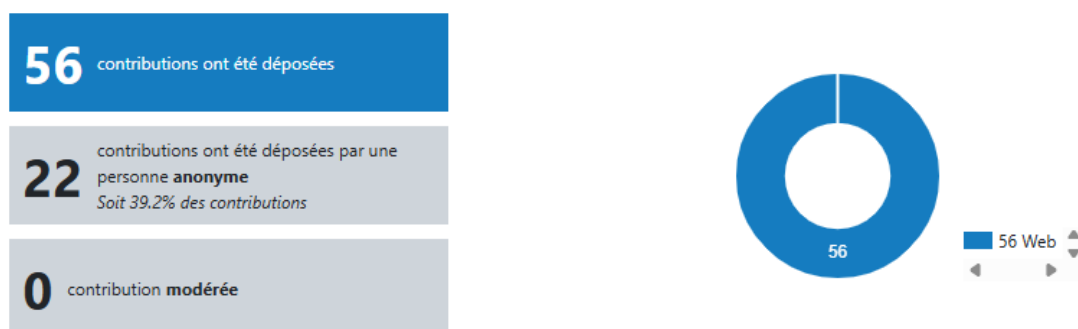 56 contributions ont été déposées
22 contributions ont été déposées par une
personne anonyme
Soit 39.2% des contributions
0 contribution modérée
56
56 Web